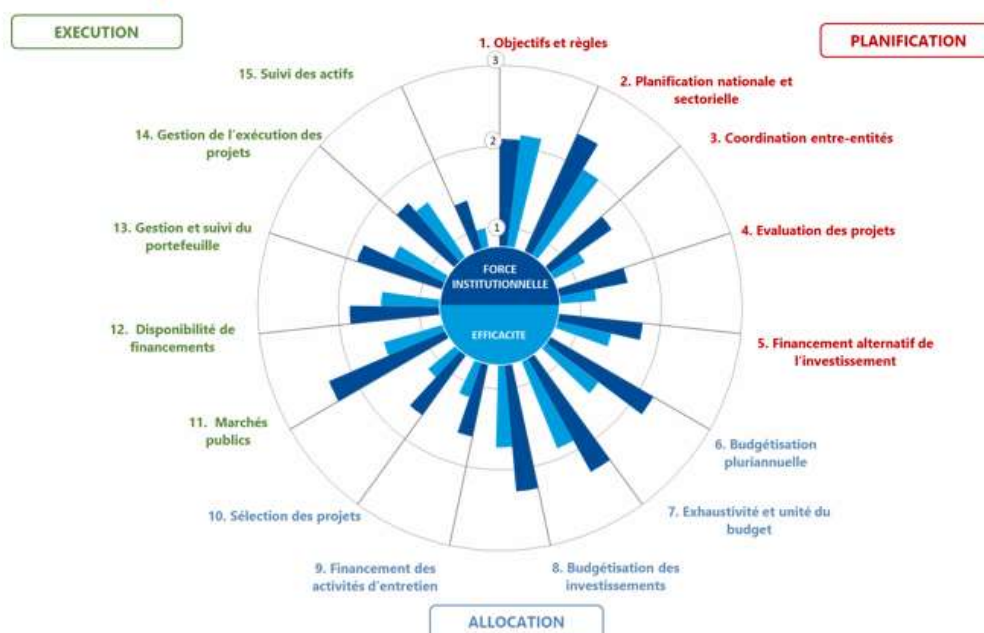 EXECUTION
PLANIFICATION
ALLOCATION
3
2
1
FORCE
INSTITUTIONNELLE
EFFICACITE
1. Objectifs et règles
2. Planification nationale et
sectorielle
3. Coordination entre-entités
4. Evaluation des projets
5. Financement alternatif de
l'investissement
6. Budgétisation
pluriannuelle
7. Exhaustivité et unité du
budget
8. Budgétisation des
investissements
9. Financement des
activités d'entretien
10. Sélection des projets
11. Marchés
publics
12. Disponibilité de
financements
13. Gestion et suivi du
portefeuille
14. Gestion de l'exécution des
projets
15. Suivi des actifs